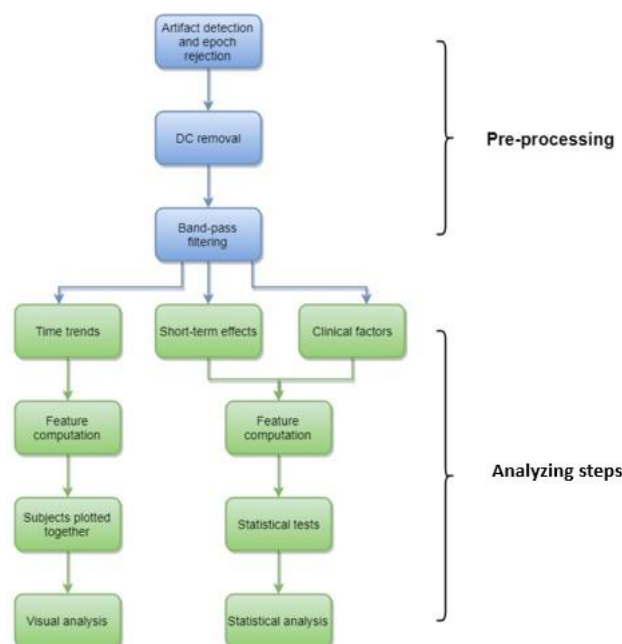 Artifact detection
and epoch
rejection
DC removal
Pre-processing
Band-pass
filtering
Time trends
Short-term effects
Clinical factors
Feature
computation
Feature
computation
Analyzing steps
Subjects plotted
together
Statistical tests
Visual analysis
Statistical analysis